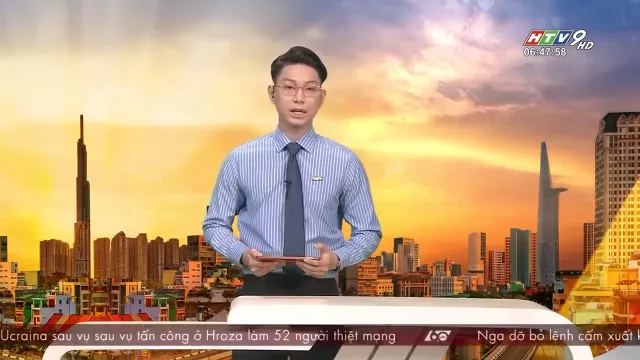 HTV9 HD
06:47:58
Ucraina sau vụ sau vụ tấn công ở Hroza làm 52 người thiệt mạng
Nga dỡ bỏ lệnh cấm xuất k